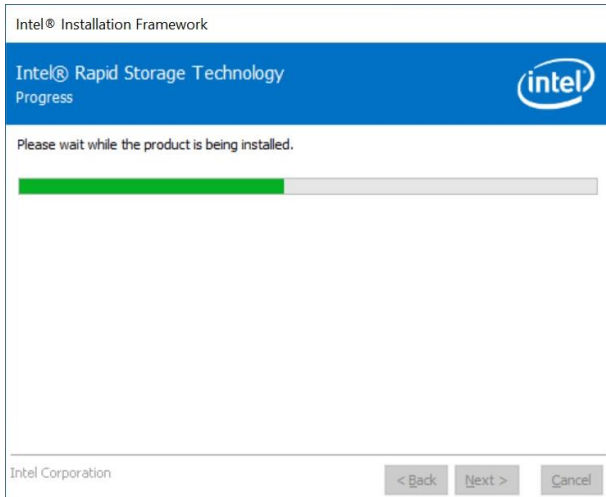 Intel® Installation Framework
Intel® Rapid Storage Technology
Progress
intel
Please wait while the product is being installed.
Intel Corporation
< Back Next > Cancel